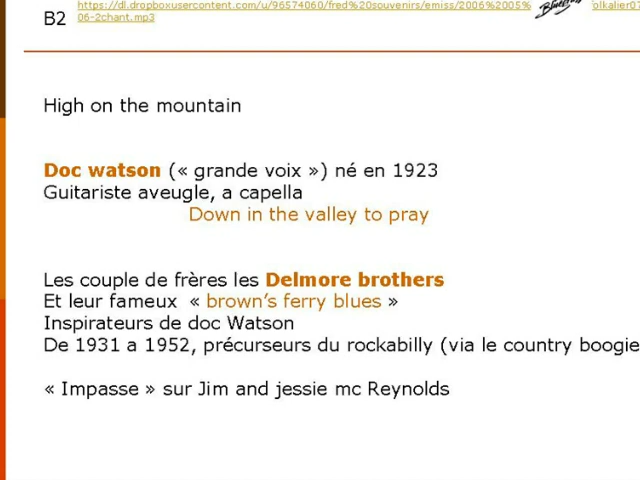 https://dl.dropboxusercontent.com/u/96574060/fred%20souvenirs/emiss/2006%2005% olkalier07
B2 06-2chant.mp3
High on the mountain
Doc watson (« grande voix ») né en 1923
Guitariste aveugle, a capella
Down in the valley to pray
Les couple de frères les Delmore brothers
Et leur fameux « brown’s ferry blues »
Inspirateurs de doc Watson
De 1931 a 1952, précurseurs du rockabilly (via le country boogie
« Impasse » sur Jim and jessie mc Reynolds